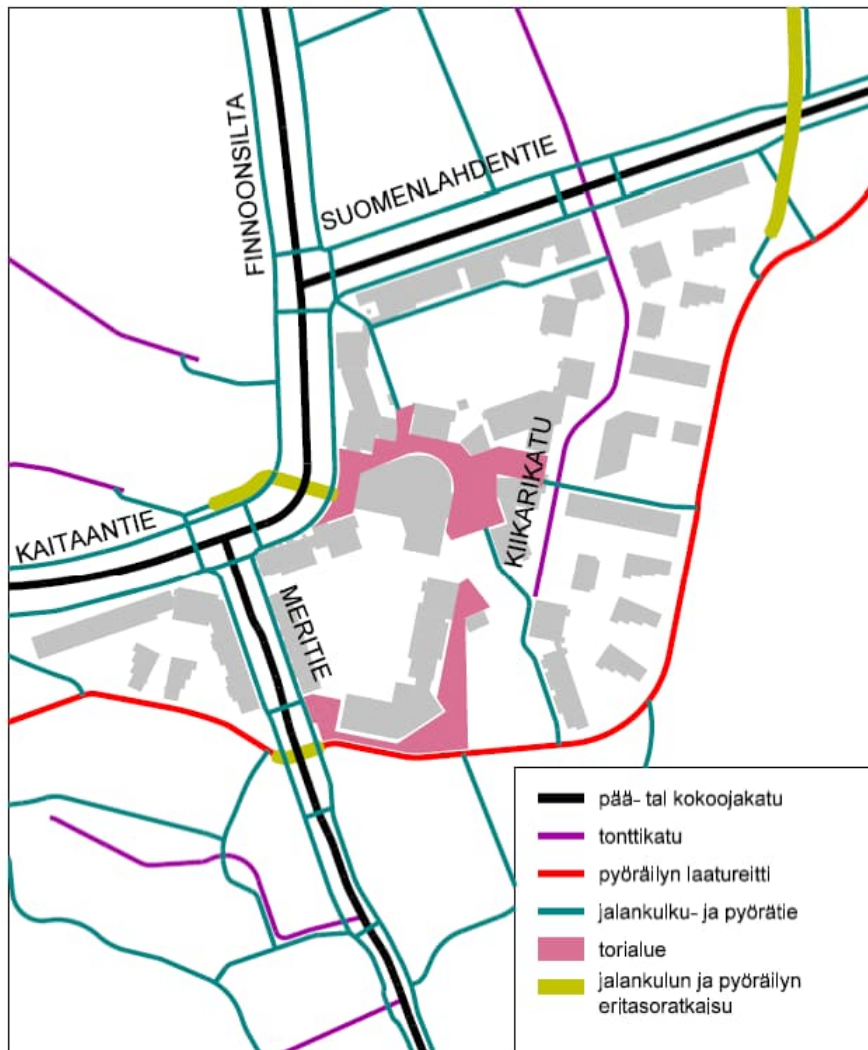 FINNOONSILTA
SUOMENLAHDENTIE
KIIKARIKATU
KAITAANTIE
MERITIE
pää- tai kokoojakatu
tonttikatu
pyöräilyn laatureitti
jalankulku- ja pyörätie
torialue
jalankulun ja pyöräilyn
eritasoratkaisu